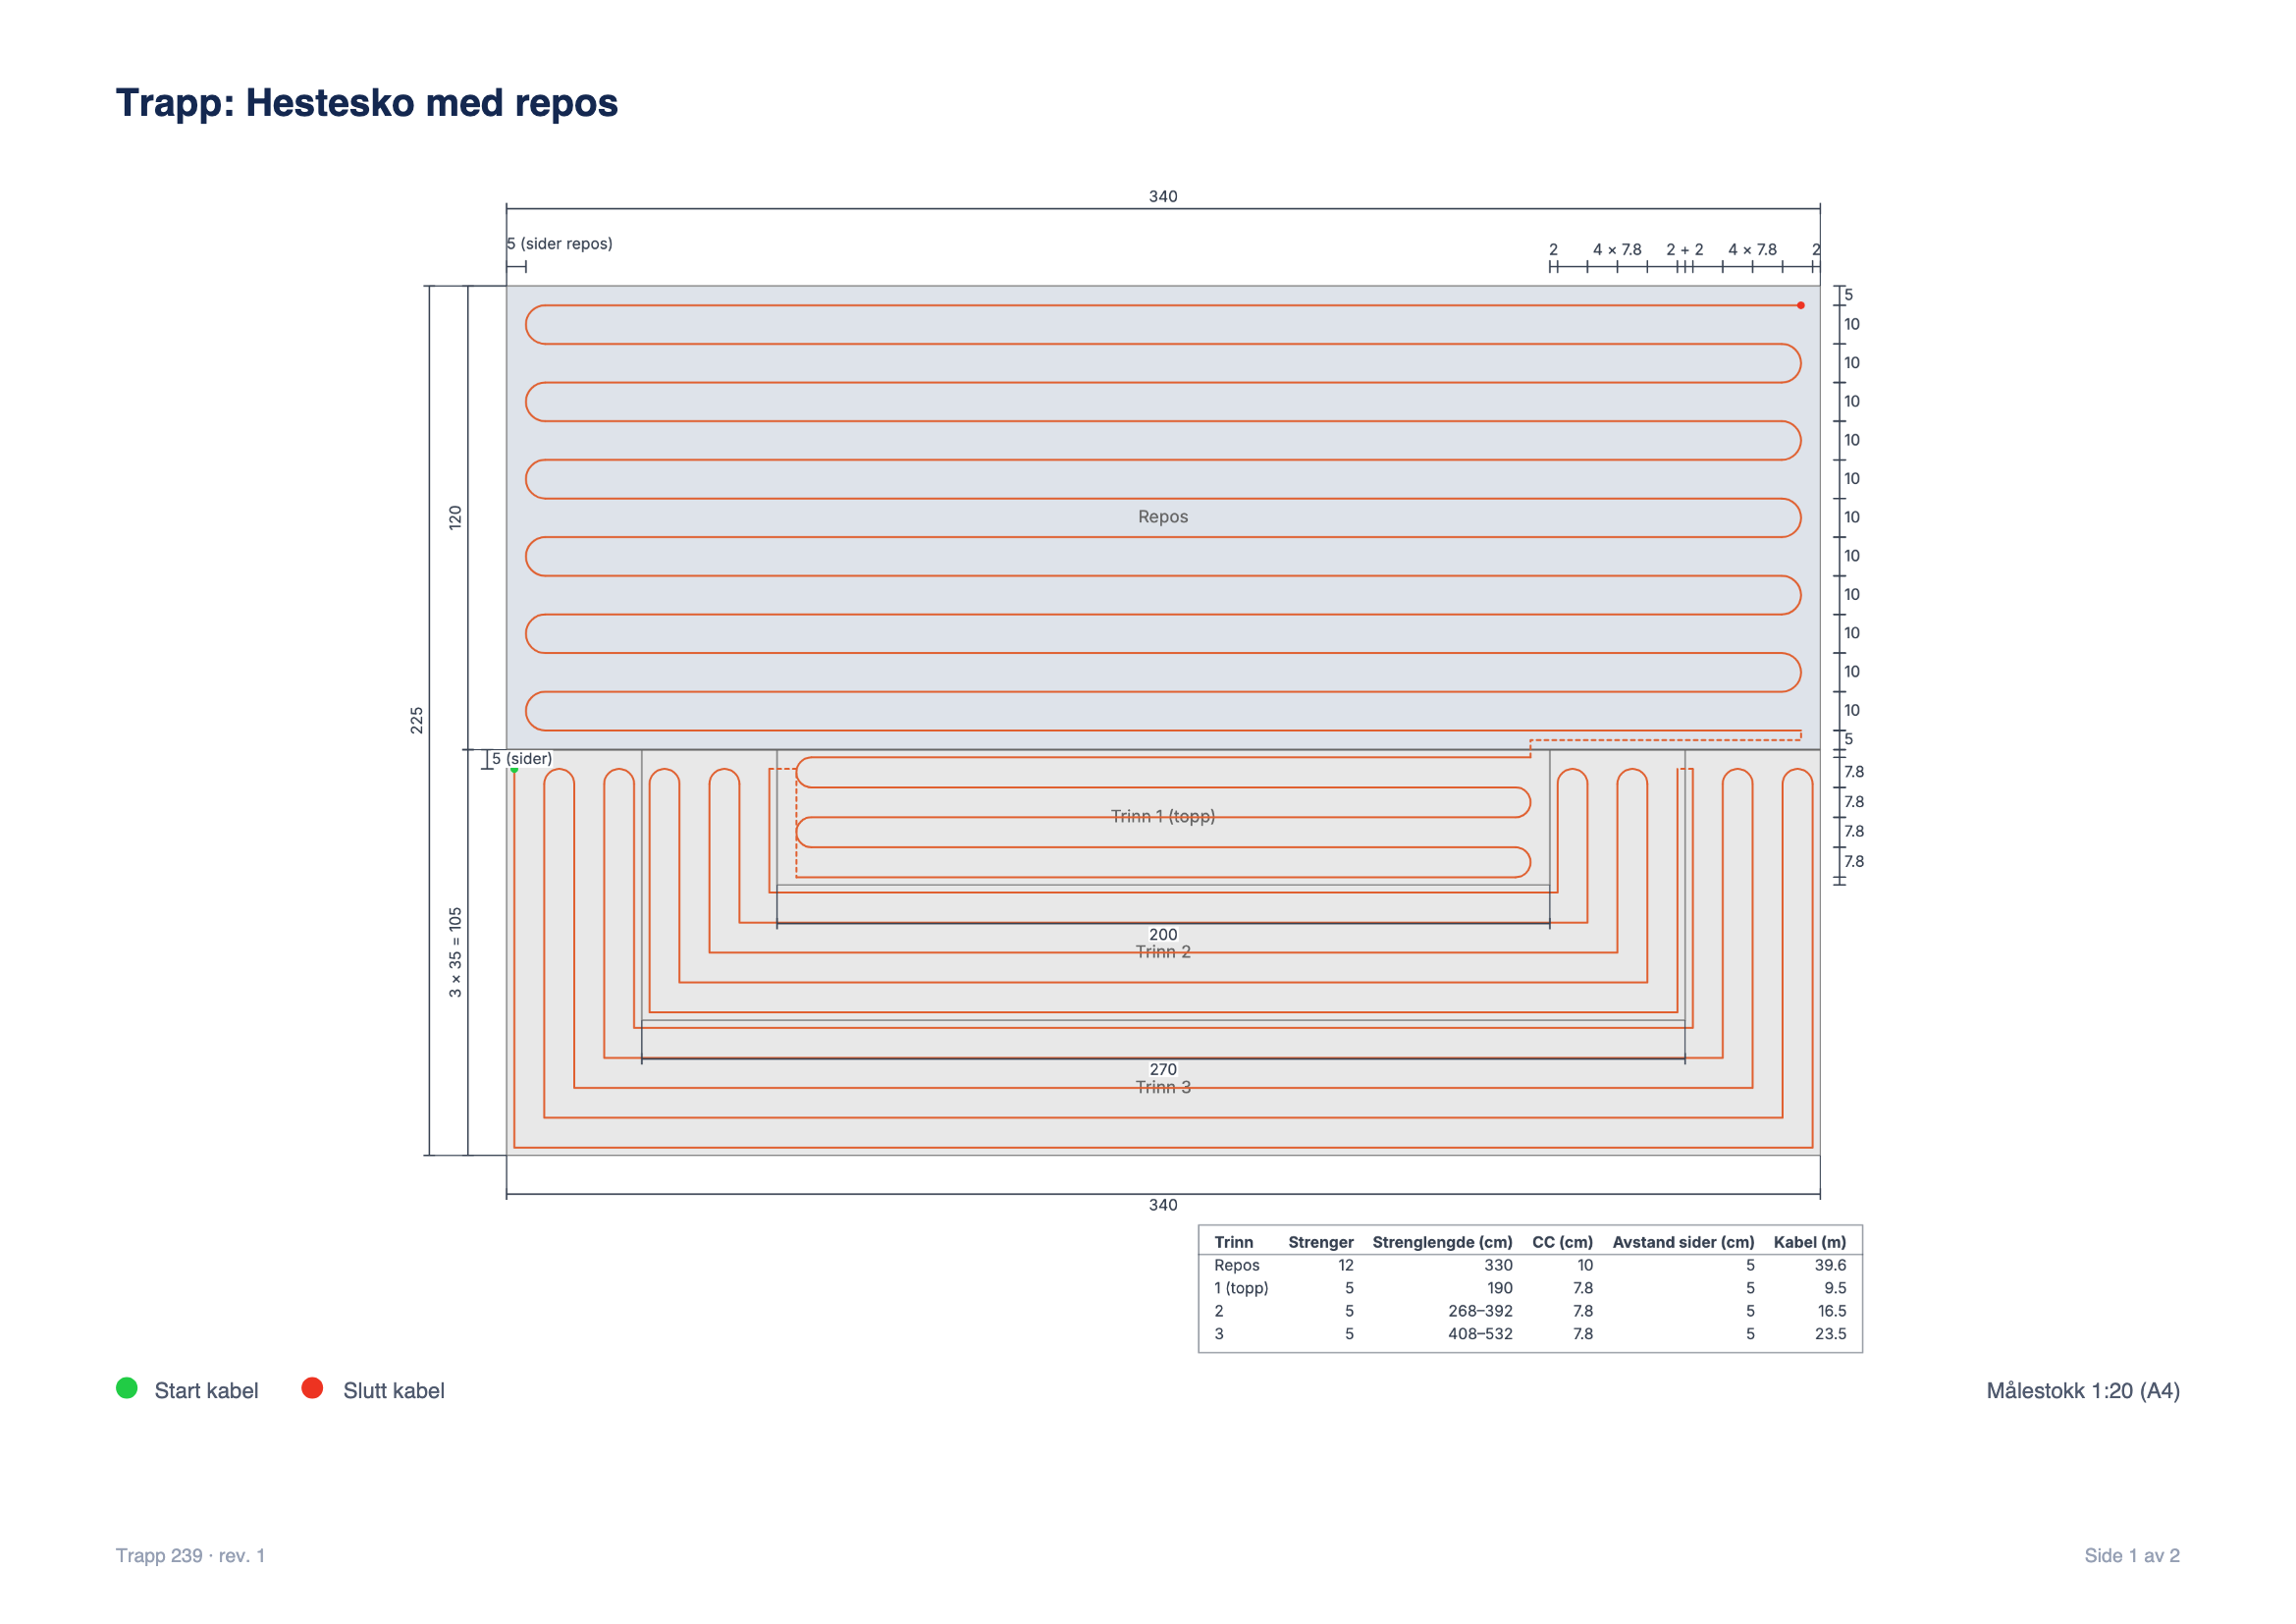 Trapp: Hestesko med repos
340
5 (sider repos)
2 4 × 7.8 2 + 2 4 × 7.8 2
5
10
10
10
10
10
120
Repos
10
10
10
10
10
10
225
5
5 (sider)
7.8
7.8
Trinn 1 (topp)
7.8
7.8
3 × 35 = 105
200
Trinn 2
270
Trinn 3
340
Trinn Strenger Strenglengde (cm) CC (cm) Avstand sider (cm) Kabel (m)
Repos 12 330 10 5 39.6
1 (topp) 5 190 7.8 5 9.5
2 5 268–392 7.8 5 16.5
3 5 408–532 7.8 5 23.5
Start kabel Slutt kabel Målestokk 1:20 (A4)
Trapp 239 · rev. 1 Side 1 av 2